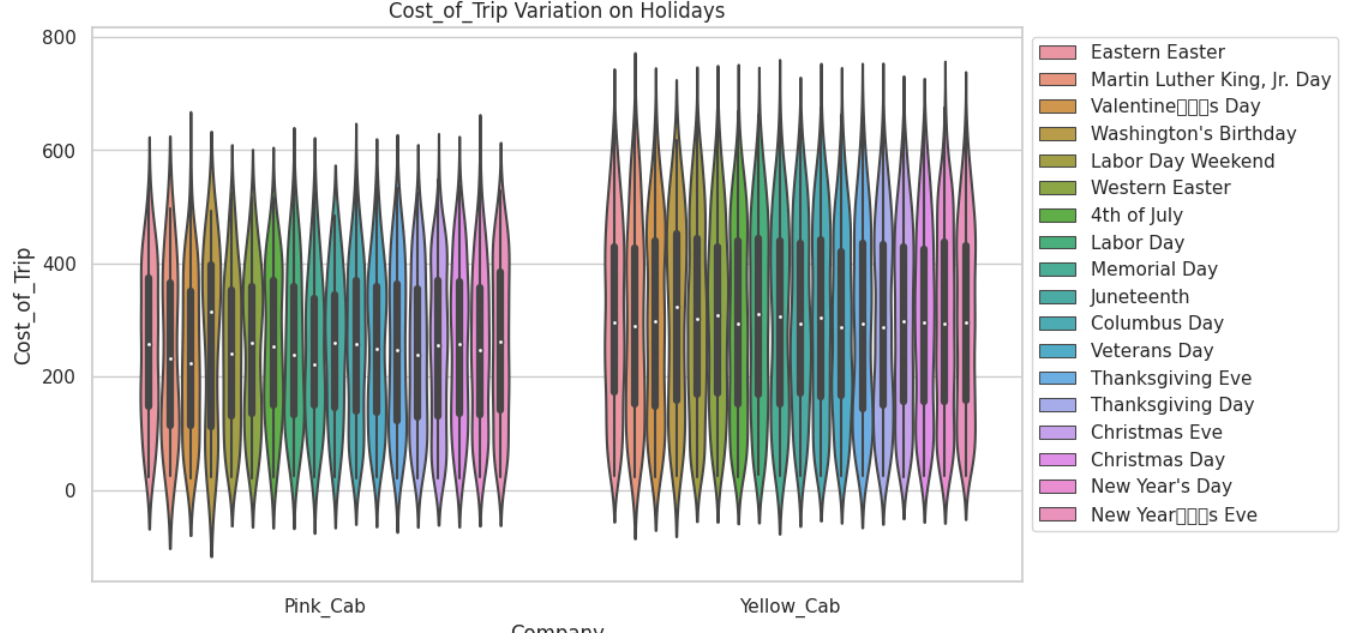 Cost_of_Trip Variation on Holidays
800
600
400
200
0
Cost_of_Trip
Pink_Cab
Yellow_Cab
Company
Eastern Easter
Martin Luther King, Jr. Day
Valentine▯▯▯s Day
Washington's Birthday
Labor Day Weekend
Western Easter
4th of July
Labor Day
Memorial Day
Juneteenth
Columbus Day
Veterans Day
Thanksgiving Eve
Thanksgiving Day
Christmas Eve
Christmas Day
New Year's Day
New Year▯▯▯s Eve